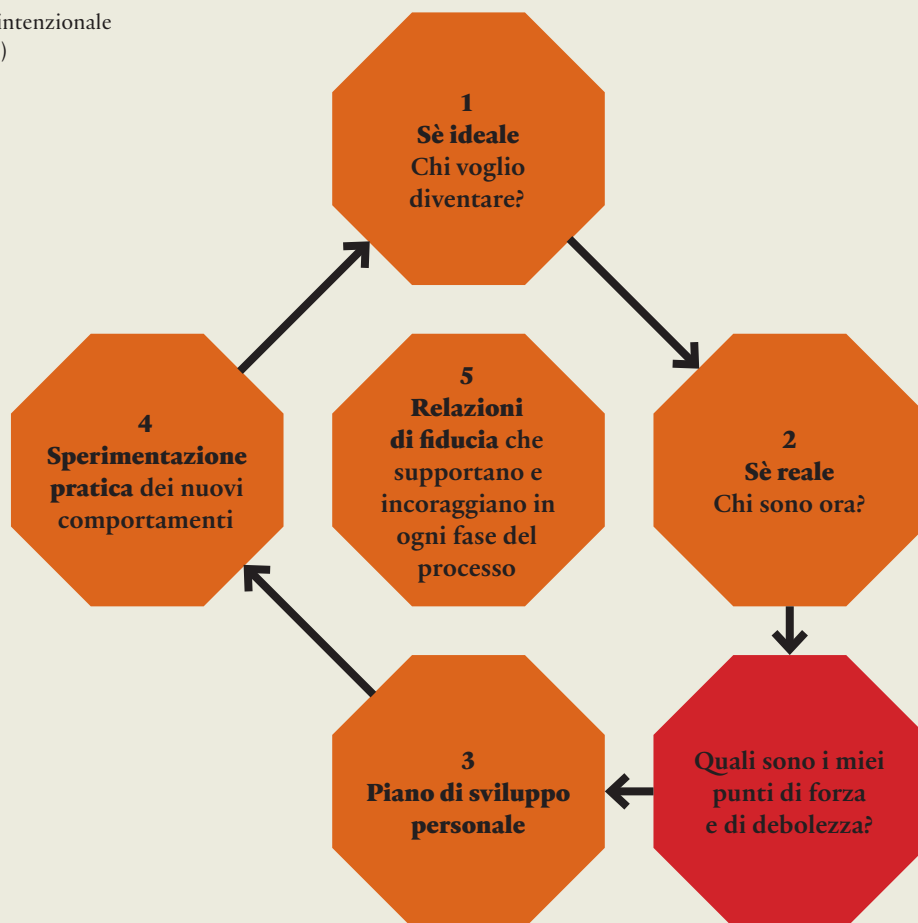 intenzionale
)
1
Sè ideale
Chi voglio
diventare?
5
Relazioni
di fiducia che
supportano e
incoraggiano in
ogni fase del
processo
4
Sperimentazione
pratica dei nuovi
comportamenti
2
Sè reale
Chi sono ora?
3
Piano di sviluppo
personale
Quali sono i miei
punti di forza
e di debolezza?